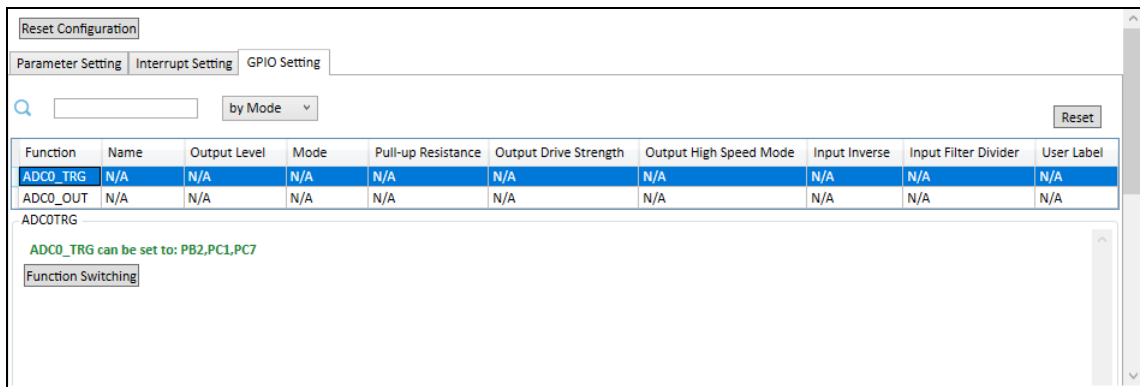 Reset Configuration
Parameter Setting Interrupt Setting GPIO Setting
by Mode
Reset
Function Name Output Level Mode Pull-up Resistance Output Drive Strength Output High Speed Mode Input Inverse Input Filter Divider User Label
ADC0_TRG N/A N/A N/A N/A N/A N/A N/A N/A N/A
ADC0_OUT N/A N/A N/A N/A N/A N/A N/A N/A N/A
ADC0TRG
ADC0_TRG can be set to: PB2,PC1,PC7
Function Switching